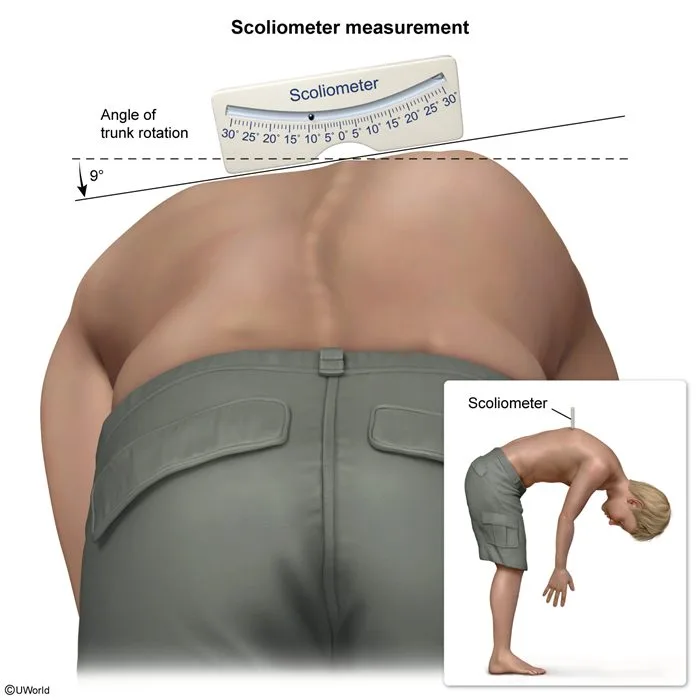 Scoliometer measurement
Scoliometer
30° 25° 20° 15° 10° 5° 0° 5° 10° 15° 20° 25° 30°
Angle of
trunk rotation
9°
Scoliometer
©UWorld